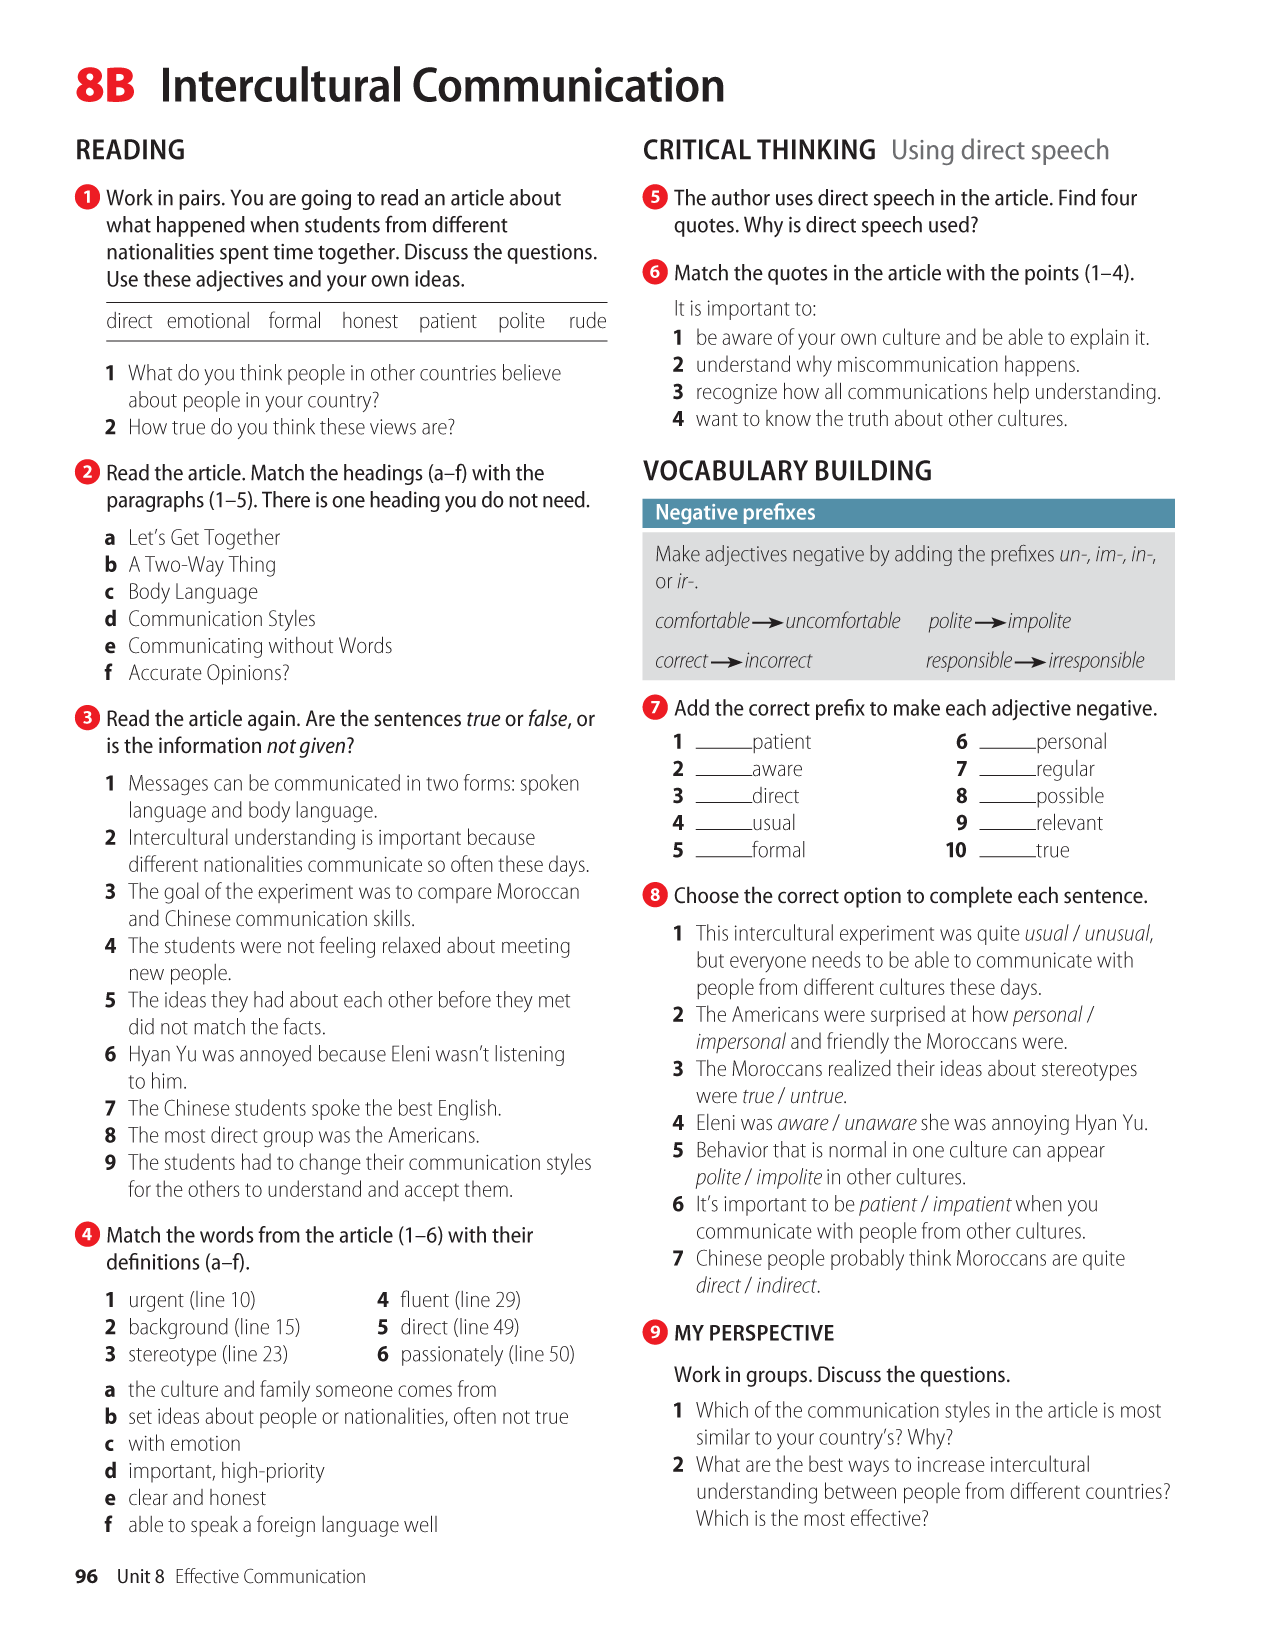 8B Intercultural Communication
READING
1 Work in pairs. You are going to read an article about
what happened when students from different
nationalities spent time together. Discuss the questions.
Use these adjectives and your own ideas.
direct emotional formal honest patient polite rude
1 What do you think people in other countries believe
about people in your country?
2 How true do you think these views are?
2 Read the article. Match the headings (a–f) with the
paragraphs (1–5). There is one heading you do not need.
a Let’s Get Together
b A Two-Way Thing
c Body Language
d Communication Styles
e Communicating without Words
f Accurate Opinions?
3 Read the article again. Are the sentences true or false, or
is the information not given?
1 Messages can be communicated in two forms: spoken
language and body language.
2 Intercultural understanding is important because
different nationalities communicate so often these days.
3 The goal of the experiment was to compare Moroccan
and Chinese communication skills.
4 The students were not feeling relaxed about meeting
new people.
5 The ideas they had about each other before they met
did not match the facts.
6 Hyan Yu was annoyed because Eleni wasn’t listening
to him.
7 The Chinese students spoke the best English.
8 The most direct group was the Americans.
9 The students had to change their communication styles
for the others to understand and accept them.
4 Match the words from the article (1–6) with their
definitions (a–f).
1 urgent (line 10) 4 fluent (line 29)
2 background (line 15) 5 direct (line 49)
3 stereotype (line 23) 6 passionately (line 50)
a the culture and family someone comes from
b set ideas about people or nationalities, often not true
c with emotion
d important, high-priority
e clear and honest
f able to speak a foreign language well
CRITICAL THINKING Using direct speech
5 The author uses direct speech in the article. Find four
quotes. Why is direct speech used?
6 Match the quotes in the article with the points (1–4).
It is important to:
1 be aware of your own culture and be able to explain it.
2 understand why miscommunication happens.
3 recognize how all communications help understanding.
4 want to know the truth about other cultures.
VOCABULARY BUILDING
Negative prefixes
Make adjectives negative by adding the prefixes un-, im-, in-,
or ir-.
comfortable → uncomfortable polite → impolite
correct → incorrect responsible → irresponsible
7 Add the correct prefix to make each adjective negative.
1 ______patient 6 ______personal
2 ______aware 7 ______regular
3 ______direct 8 ______possible
4 ______usual 9 ______relevant
5 ______formal 10 ______true
8 Choose the correct option to complete each sentence.
1 This intercultural experiment was quite usual / unusual,
but everyone needs to be able to communicate with
people from different cultures these days.
2 The Americans were surprised at how personal /
impersonal and friendly the Moroccans were.
3 The Moroccans realized their ideas about stereotypes
were true / untrue.
4 Eleni was aware / unaware she was annoying Hyan Yu.
5 Behavior that is normal in one culture can appear
polite / impolite in other cultures.
6 It’s important to be patient / impatient when you
communicate with people from other cultures.
7 Chinese people probably think Moroccans are quite
direct / indirect.
9 MY PERSPECTIVE
Work in groups. Discuss the questions.
1 Which of the communication styles in the article is most
similar to your country’s? Why?
2 What are the best ways to increase intercultural
understanding between people from different countries?
Which is the most effective?
96 Unit 8 Effective Communication